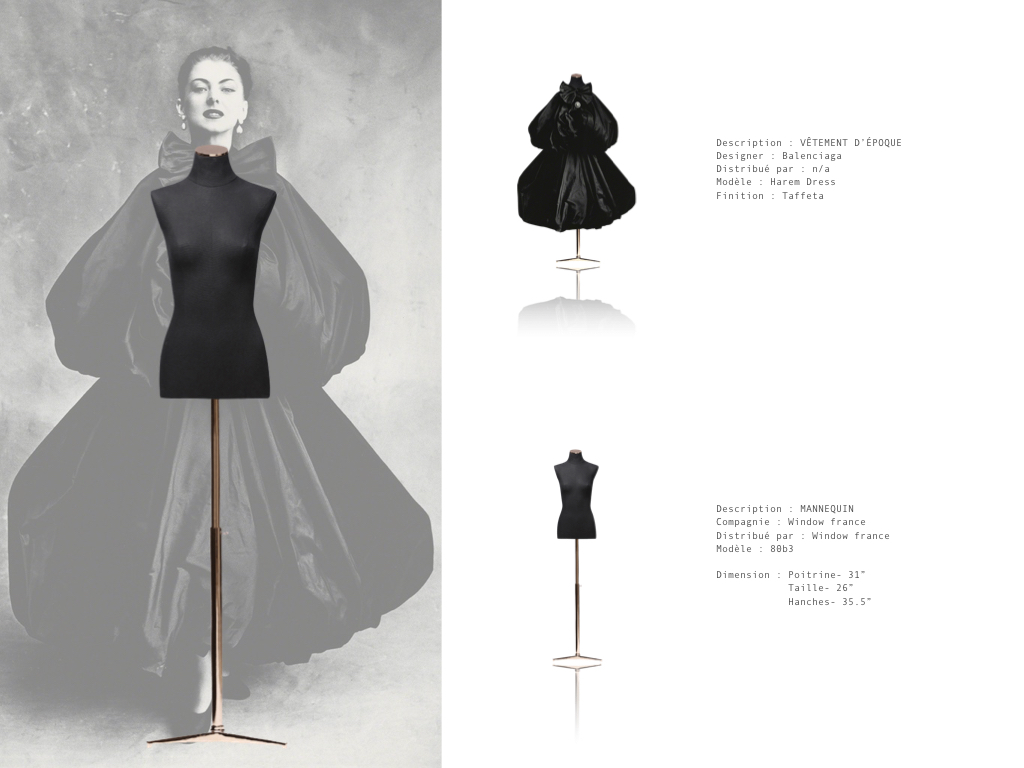 Description : VÊTEMENT D'ÉPOQUE
Designer : Balenciaga
Distribué par : n/a
Modèle : Harem Dress
Finition : Taffeta
Description : MANNEQUIN
Compagnie : Window france
Distribué par : Window france
Modèle : 80b3
Dimension : Poitrine- 31"
Taille- 26"
Hanches- 35.5"